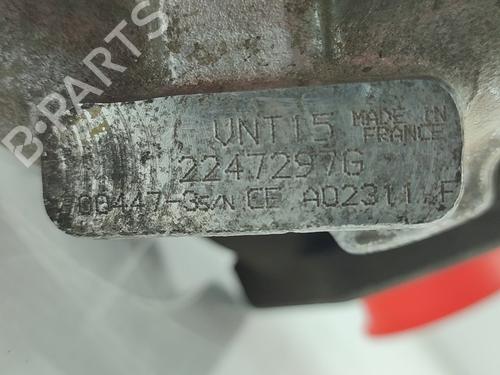 B-PARTS
VNT15 MADE IN FRANCE
2247297G
700447-3 S/N CE A02311 F